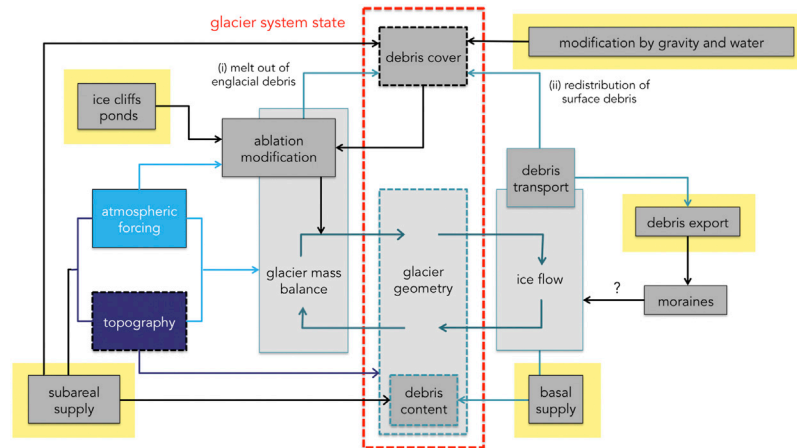 glacier system state
debris cover
modification by gravity and water
(i) melt out of
englacial debris
(ii) redistribution of
surface debris
ice cliffs
ponds
ablation
modification
debris
transport
atmospheric
forcing
debris export
glacier mass
balance
glacier
geometry
ice flow
?
moraines
topography
subareal
supply
debris
content
basal
supply